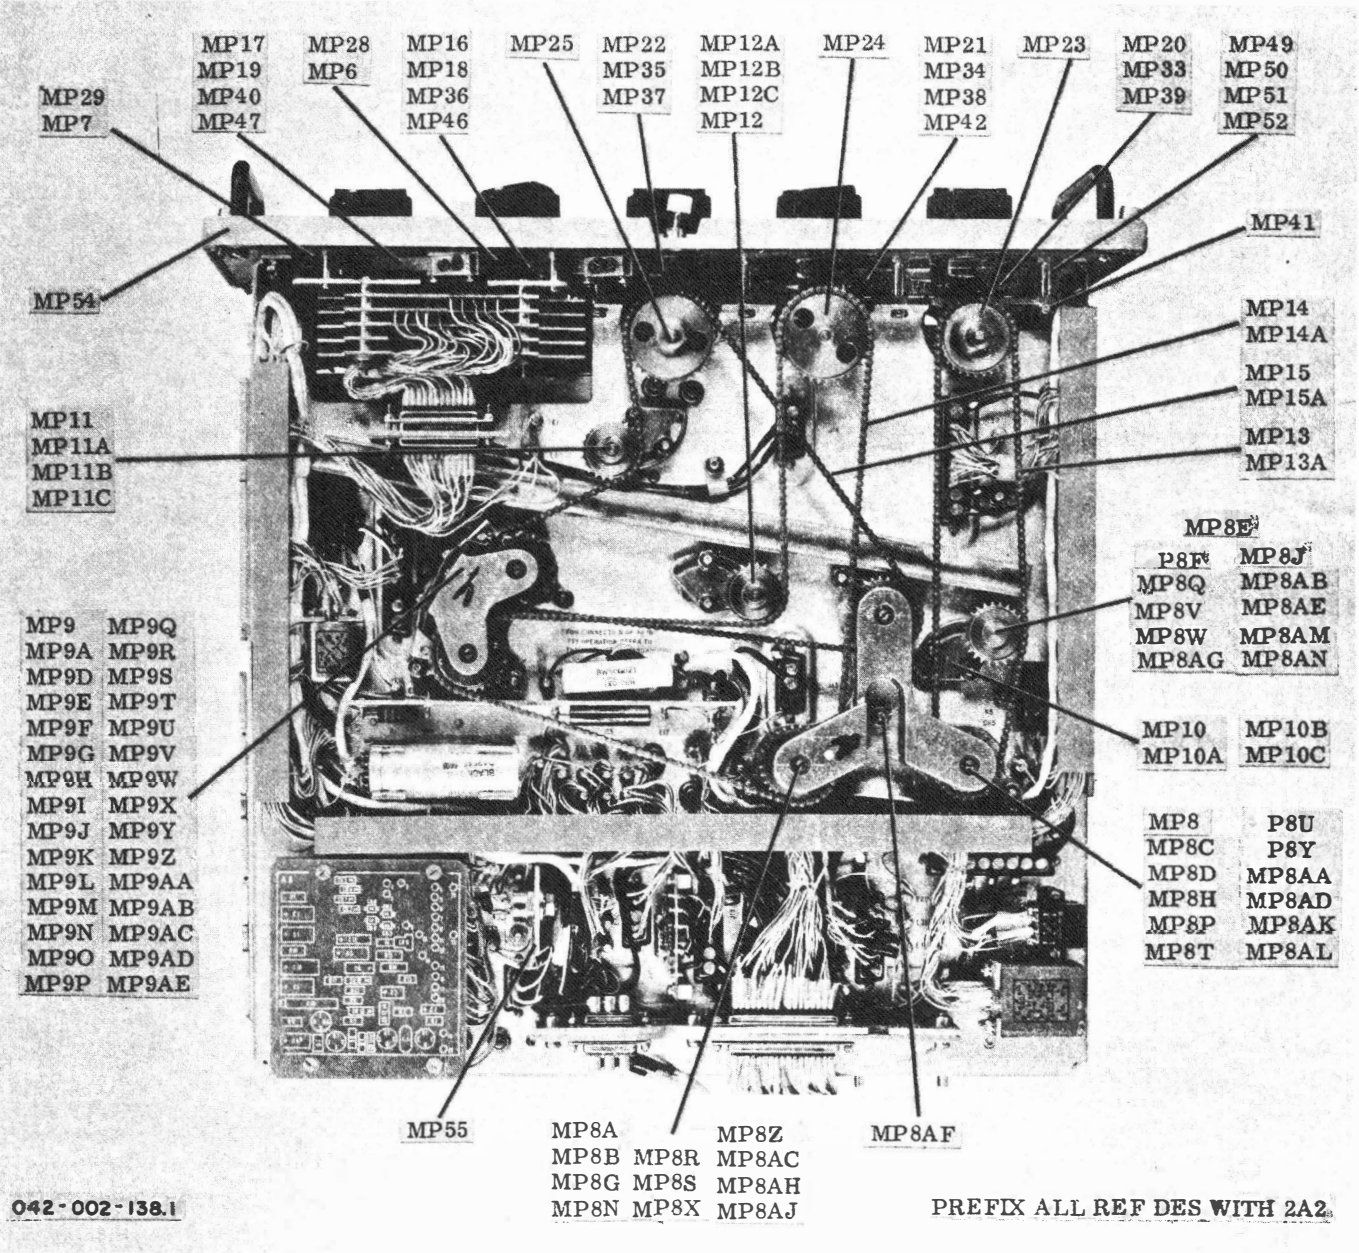 MP17
MP19
MP40
MP47
MP28
MP6
MP16
MP18
MP36
MP46
MP25
MP22
MP35
MP37
MP12A
MP12B
MP12C
MP12
MP24
MP21
MP34
MP38
MP42
MP23
MP20
MP33
MP39
MP49
MP50
MP51
MP52
MP29
MP7
MP41
MP54
MP14
MP14A
MP15
MP15A
MP13
MP13A
MP11
MP11A
MP11B
MP11C
MP8E
P8F MP8J
MP8Q MP8AB
MP8V MP8AE
MP8W MP8AM
MP8AG MP8AN
MP9 MP9Q
MP9A MP9R
MP9D MP9S
MP9E MP9T
MP9F MP9U
MP9G MP9V
MP9H MP9W
MP9I MP9X
MP9J MP9Y
MP9K MP9Z
MP9L MP9AA
MP9M MP9AB
MP9N MP9AC
MP9O MP9AD
MP9P MP9AE
MP10 MP10B
MP10A MP10C
MP8 P8U
MP8C P8Y
MP8D MP8AA
MP8H MP8AD
MP8P MP8AK
MP8T MP8AL
MP55
MP8A MP8Z
MP8B MP8R MP8AC
MP8G MP8S MP8AH
MP8N MP8X MP8AJ
MP8AF
042-002-138.1
PREFIX ALL REF DES WITH 2A2